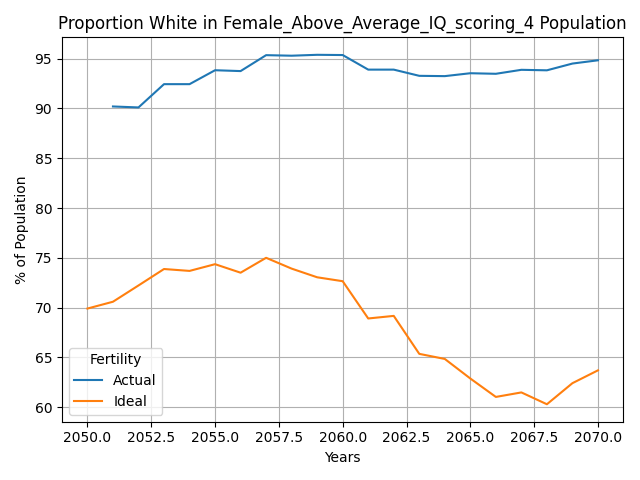 Proportion White in Female_Above_Average_IQ_scoring_4 Population
% of Population
95
90
85
80
75
70
65
60
Fertility
Actual
Ideal
2050.0 2052.5 2055.0 2057.5 2060.0 2062.5 2065.0 2067.5 2070.0
Years